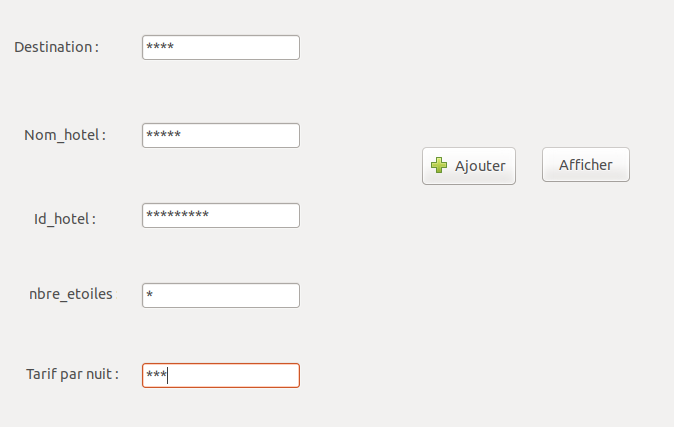 Destination : ****
Nom_hotel : *****
Ajouter Afficher
Id_hotel : *********
nbre_etoiles *
Tarif par nuit : ***